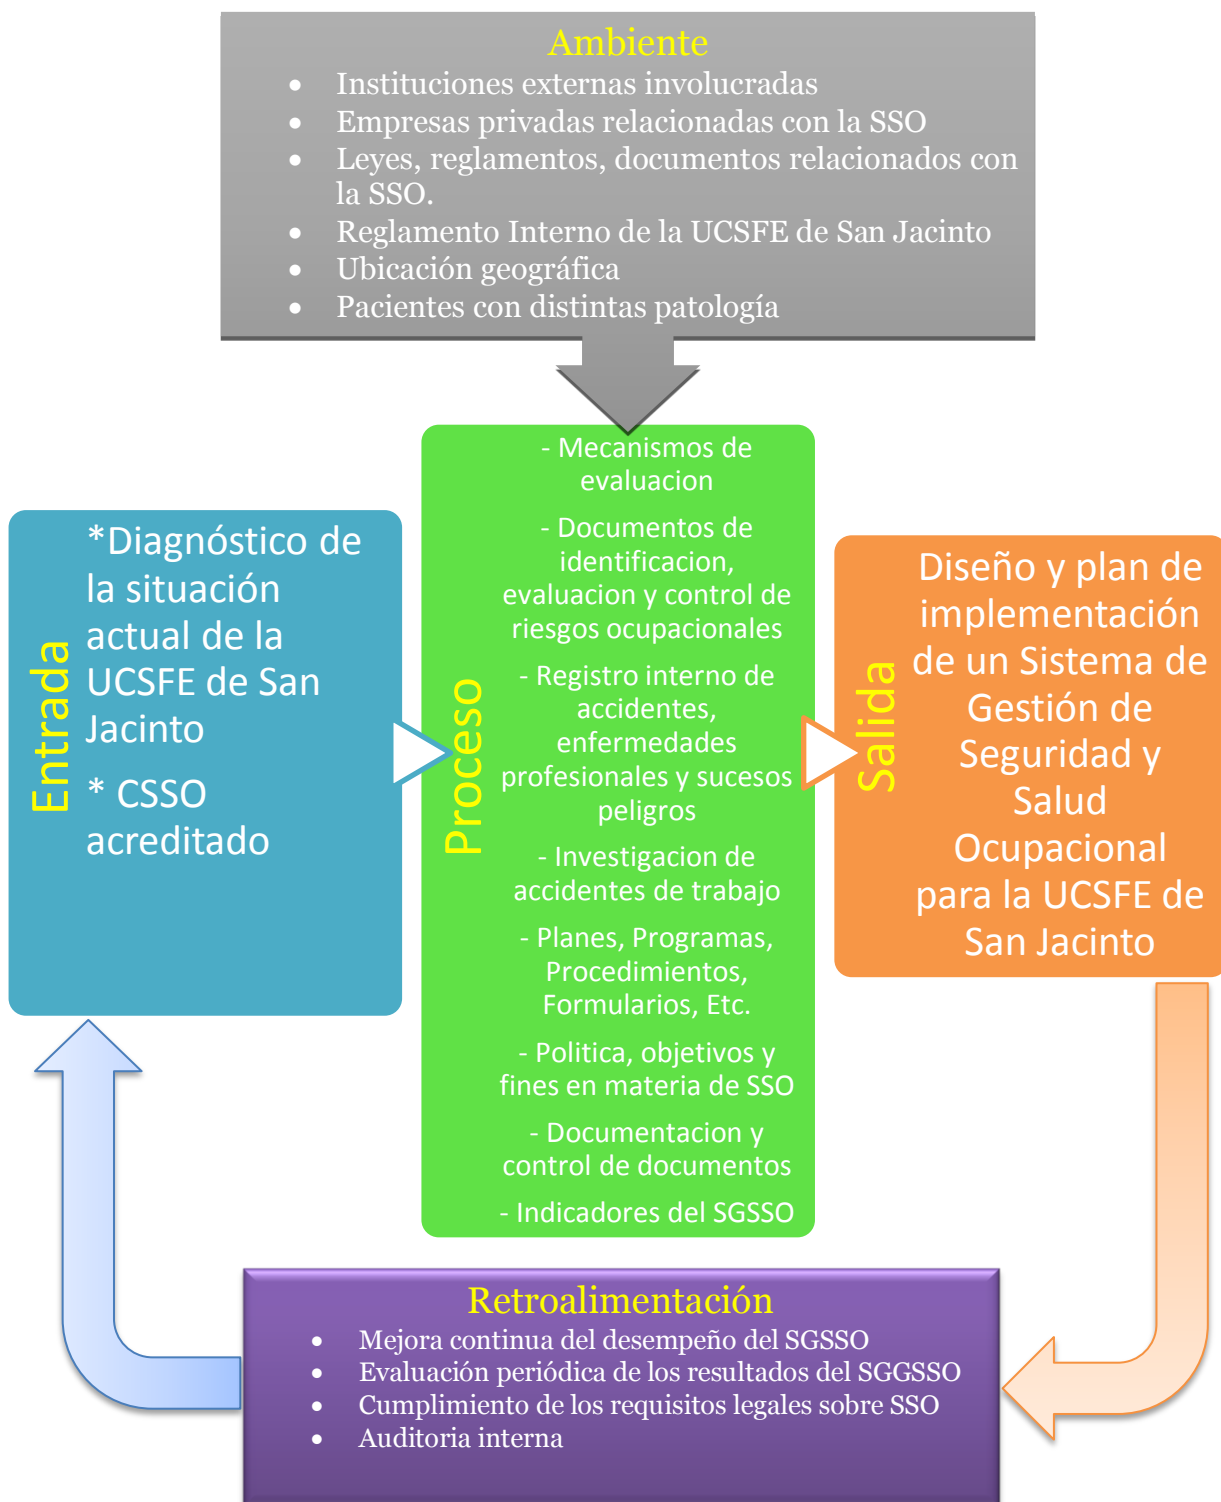 Ambiente
• Instituciones externas involucradas
• Empresas privadas relacionadas con la SSO
• Leyes, reglamentos, documentos relacionados con
la SSO.
• Reglamento Interno de la UCSFE de San Jacinto
• Ubicación geográfica
• Pacientes con distintas patología
Entrada
*Diagnóstico de
la situación
actual de la
UCSFE de San
Jacinto
* CSSO
acreditado
Proceso
- Mecanismos de
evaluacion
- Documentos de
identificacion,
evaluacion y control de
riesgos ocupacionales
- Registro interno de
accidentes,
enfermedades
profesionales y sucesos
peligros
- Investigacion de
accidentes de trabajo
- Planes, Programas,
Procedimientos,
Formularios, Etc.
- Politica, objetivos y
fines en materia de SSO
- Documentacion y
control de documentos
- Indicadores del SGSSO
Salida
Diseño y plan de
implementación
de un Sistema de
Gestión de
Seguridad y
Salud
Ocupacional
para la UCSFE de
San Jacinto
Retroalimentación
• Mejora continua del desempeño del SGSSO
• Evaluación periódica de los resultados del SGGSSO
• Cumplimiento de los requisitos legales sobre SSO
• Auditoria interna